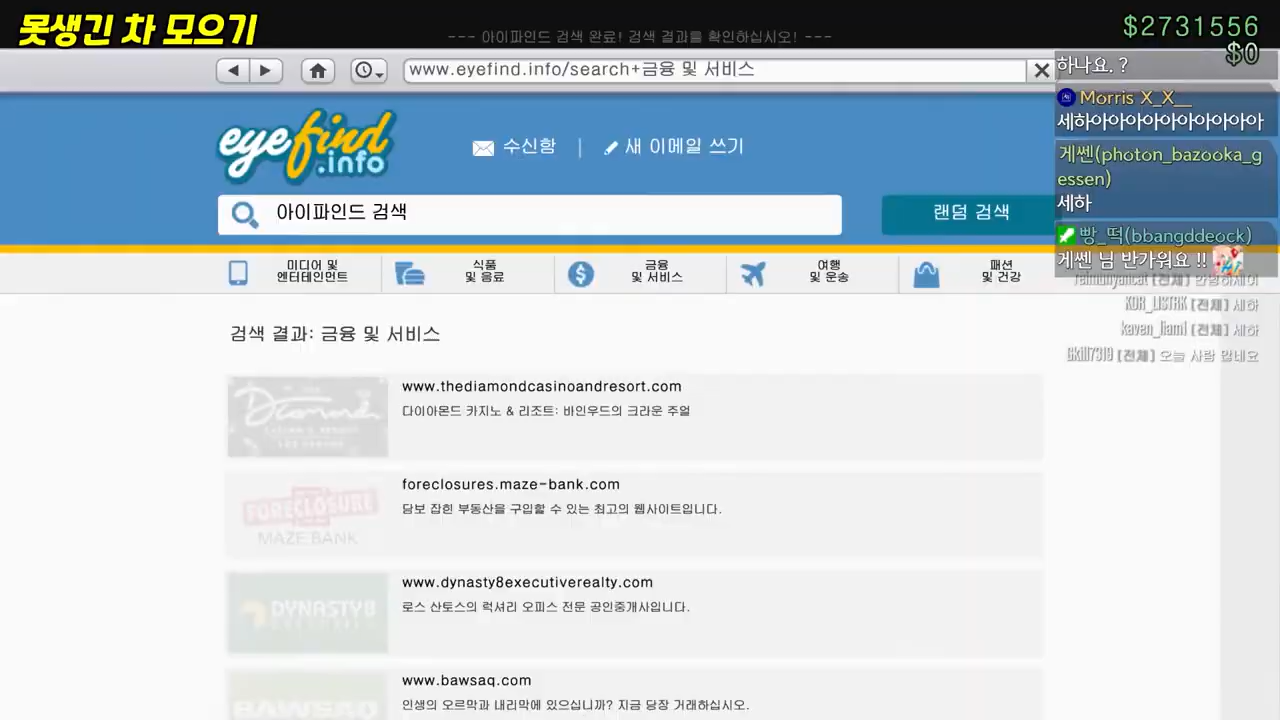 못생긴 차 모으기
--- 아이파인드 검색 완료! 검색 결과를 확인하십시오! ---
$2731556
$0
www.eyefind.info/search+금융 및 서비스
하나요. ?
Morris X_X__
세하아아아아아아아아아아
게쎈(photon_bazooka_g
essen)
세하
빵_떡(bbangddeock)
게쎈 님 반가워요 !!
[전체] 안녕하세이
KOR_LISTRK [전체] 세하
kaven_liami [전체] 세하
Gkill7319 [전체] 오늘 사람 많네요
eyefind.info
수신함 | 새 이메일 쓰기
아이파인드 검색
랜덤 검색
미디어 및
엔터테인먼트
식품
및 음료
금융
및 서비스
여행
및 운송
패션
및 건강
검색 결과: 금융 및 서비스
Diamond
www.thediamondcasinoandresort.com
다이아몬드 카지노 & 리조트: 바인우드의 크라운 주얼
FORECLOSURE
MAZE BANK
foreclosures.maze-bank.com
담보 잡힌 부동산을 구입할 수 있는 최고의 웹사이트입니다.
DYNASTY8
www.dynasty8executiverealty.com
로스 산토스의 럭셔리 오피스 전문 공인중개사입니다.
BAWSAQ
www.bawsaq.com
인생의 오르막과 내리막에 있으십니까? 지금 당장 거래하십시오.